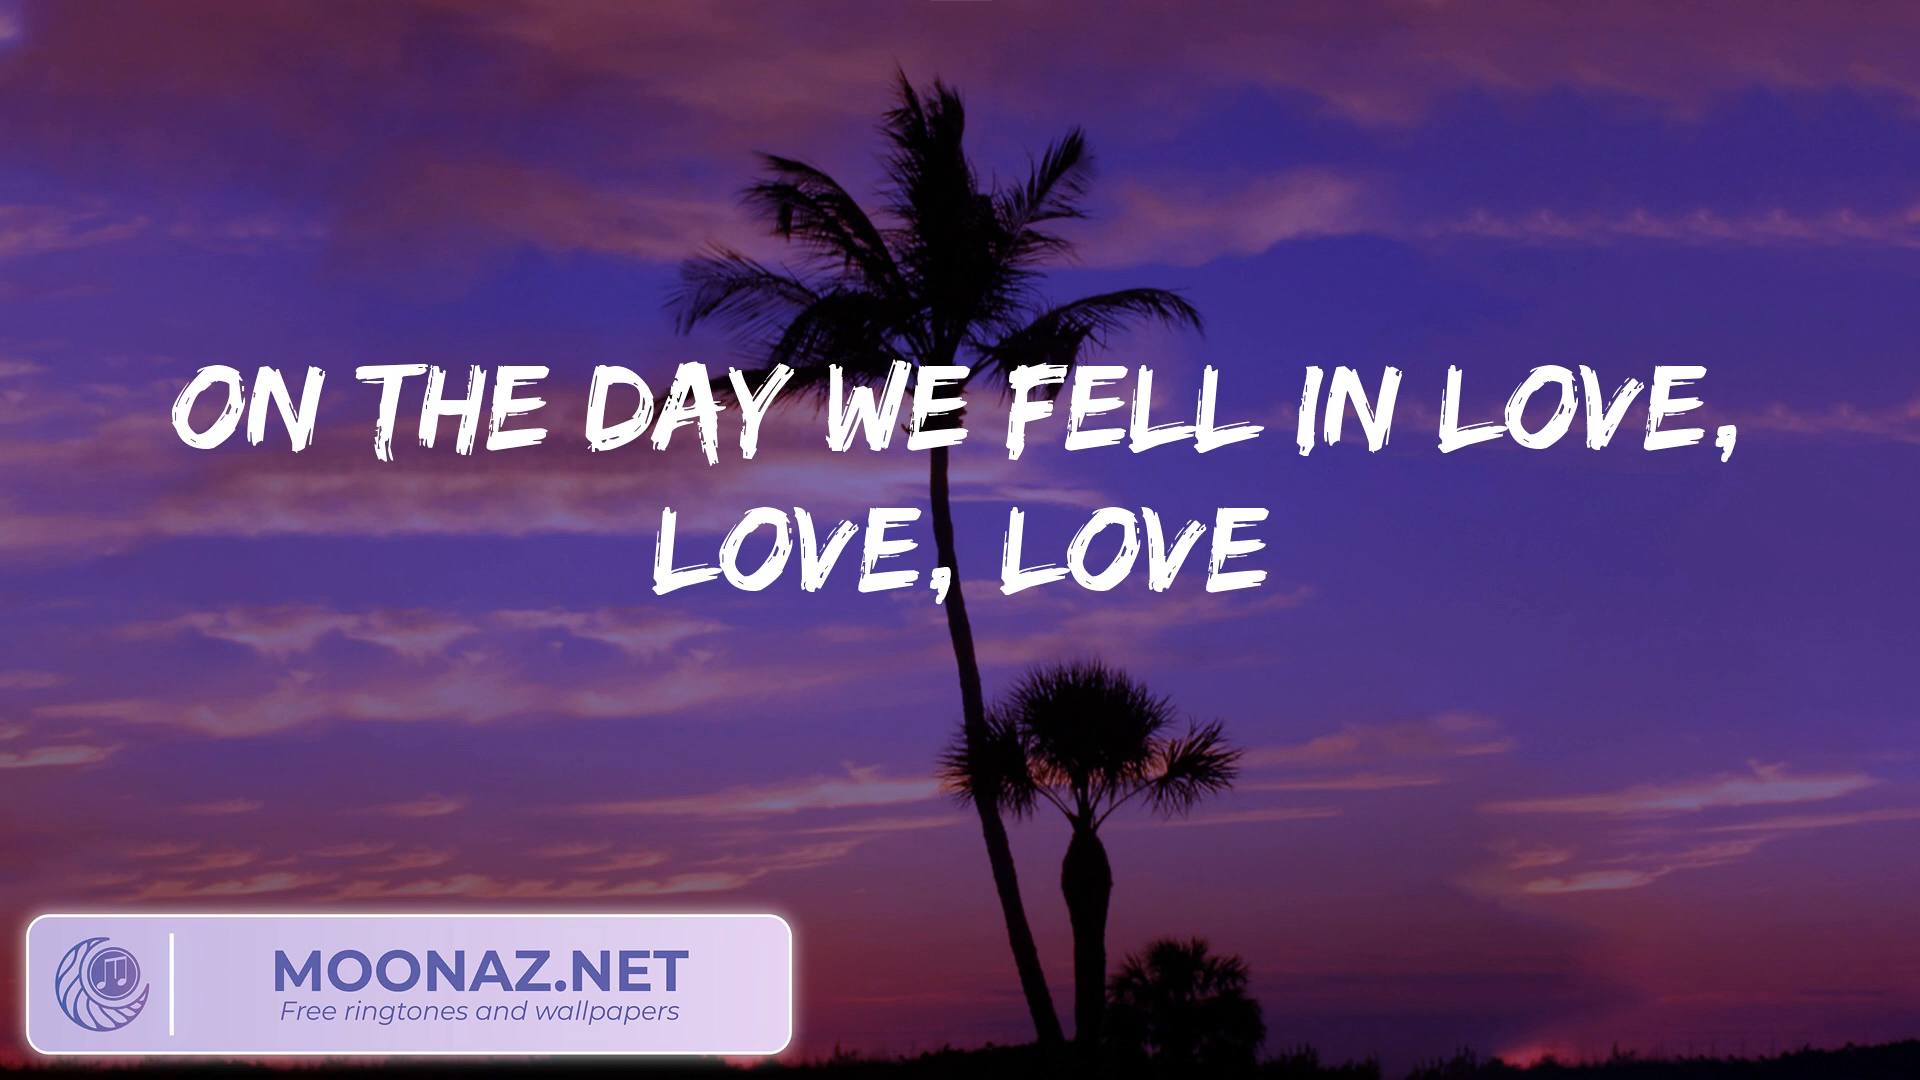 ON THE DAY WE FELL IN LOVE,
LOVE, LOVE
MOONAZ.NET
Free ringtones and wallpapers